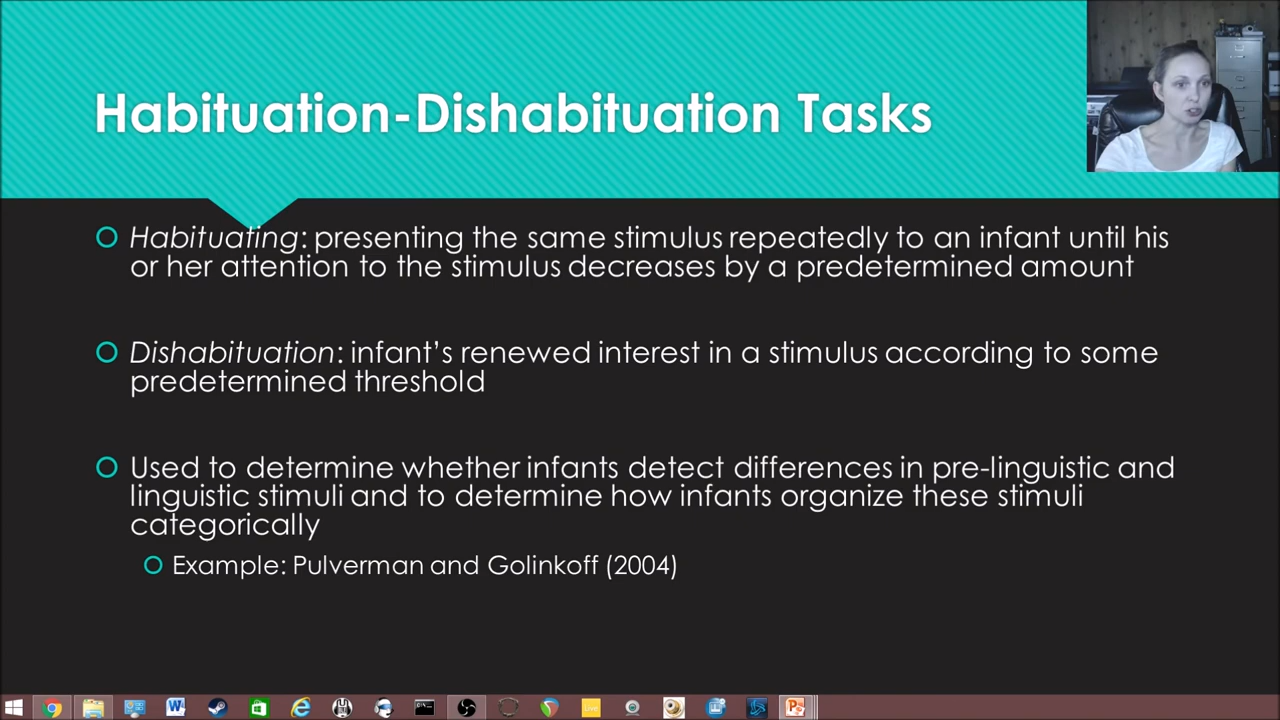 Habituation-Dishabituation Tasks
Habituating: presenting the same stimulus repeatedly to an infant until his
or her attention to the stimulus decreases by a predetermined amount
Dishabituation: infant’s renewed interest in a stimulus according to some
predetermined threshold
Used to determine whether infants detect differences in pre-linguistic and
linguistic stimuli and to determine how infants organize these stimuli
categorically
Example: Pulverman and Golinkoff (2004)